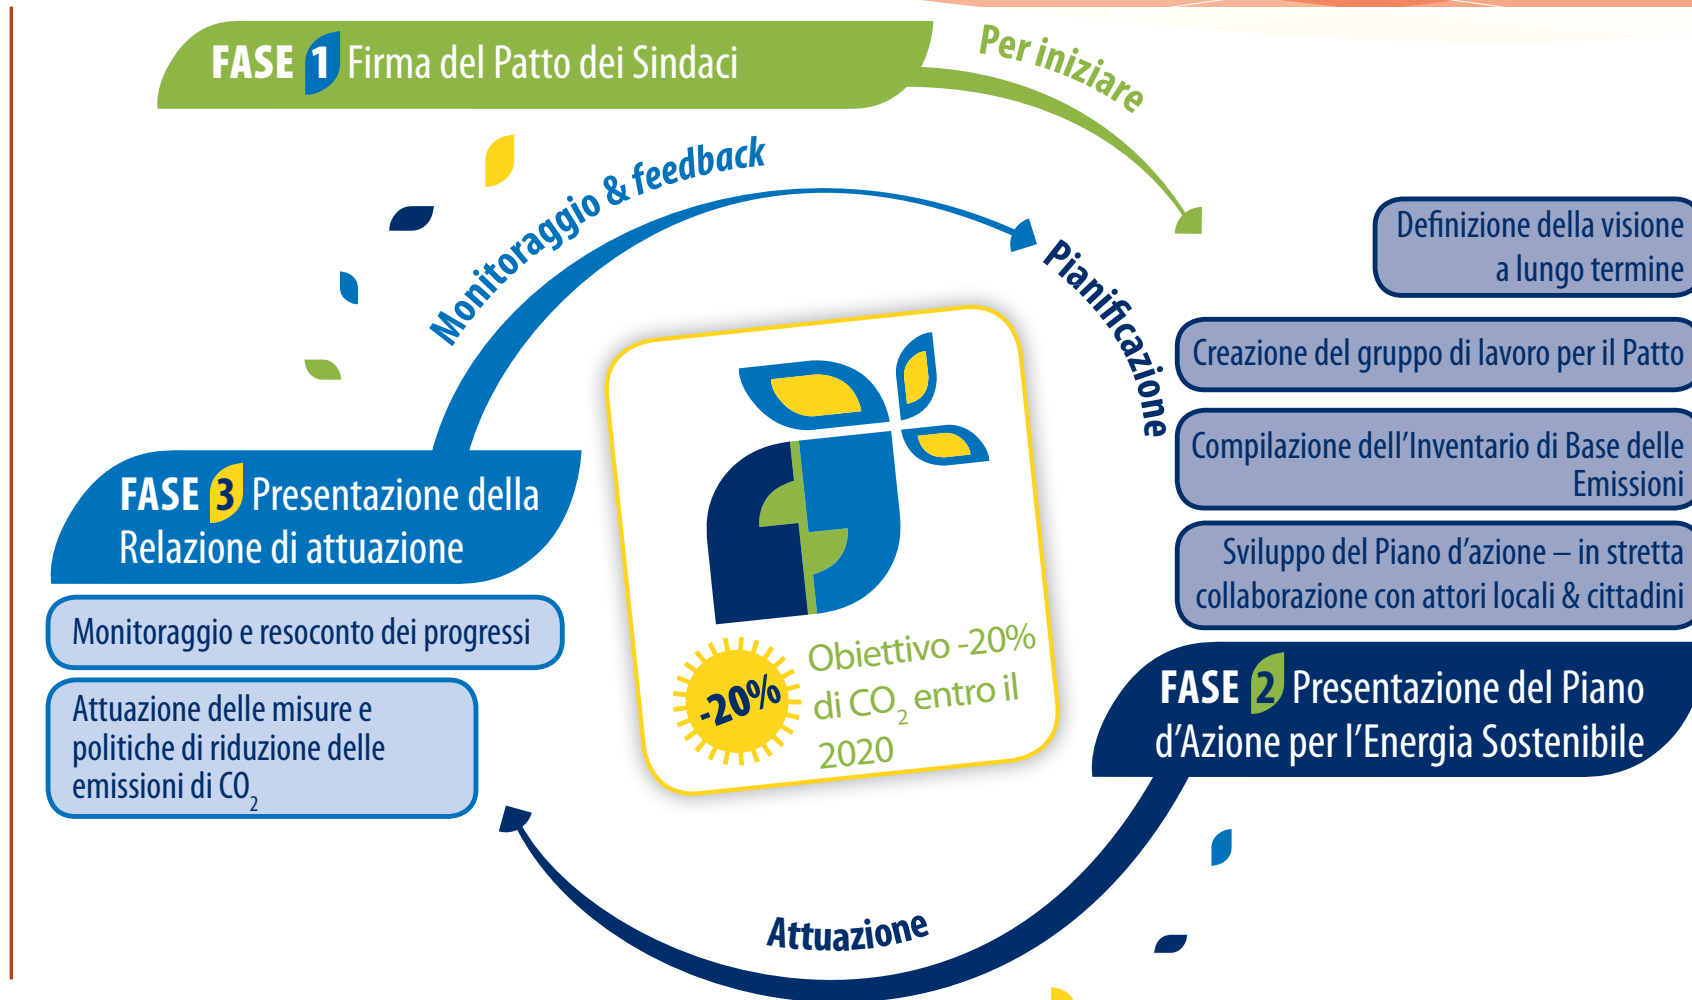 FASE 1 Firma del Patto dei Sindaci
Per iniziare
Monitoraggio & feedback
Pianificazione
Definizione della visione
a lungo termine
Creazione del gruppo di lavoro per il Patto
Compilazione dell’Inventario di Base delle
Emissioni
Sviluppo del Piano d’azione – in stretta
collaborazione con attori locali & cittadini
FASE 2 Presentazione del Piano
d’Azione per l’Energia Sostenibile
FASE 3 Presentazione della
Relazione di attuazione
Monitoraggio e resoconto dei progressi
Attuazione delle misure e
politiche di riduzione delle
emissioni di CO₂
-20%
Obiettivo -20%
di CO₂ entro il
2020
Attuazione